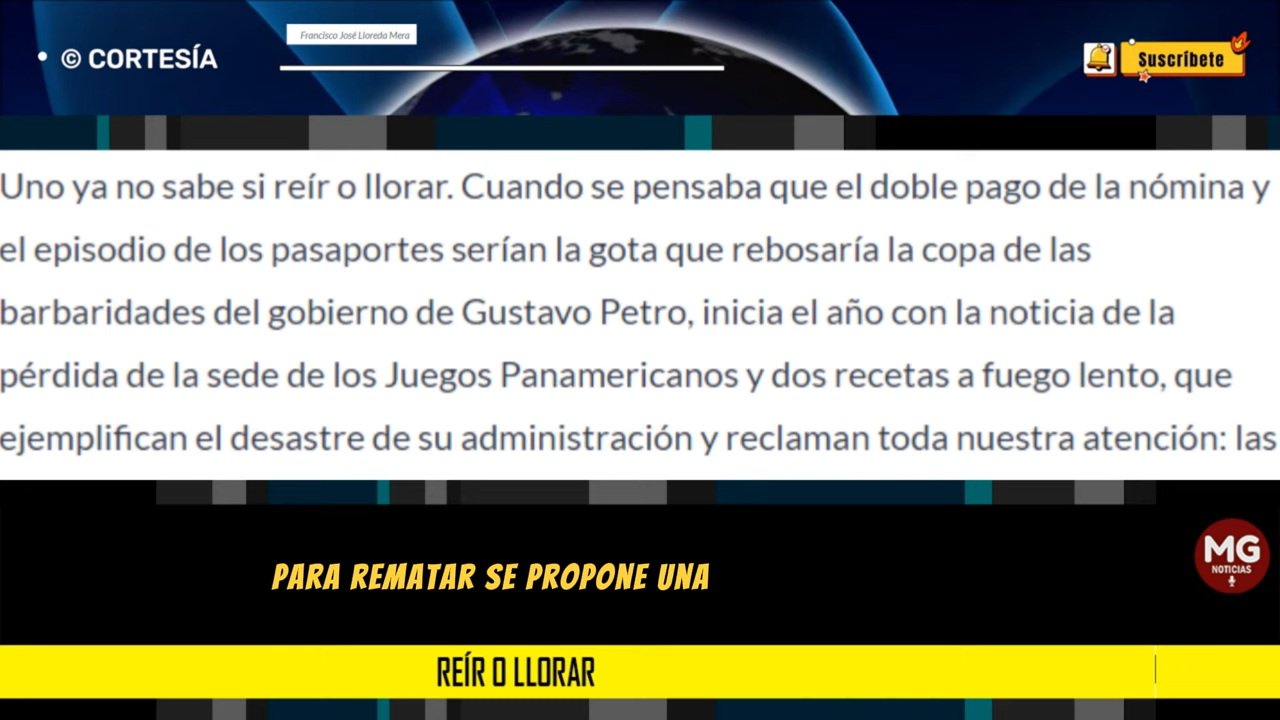 • © CORTESÍA
Francisco José Lloreda Mera
Suscríbete
Uno ya no sabe si reír o llorar. Cuando se pensaba que el doble pago de la nómina y
el episodio de los pasaportes serían la gota que rebosaría la copa de las
barbaridades del gobierno de Gustavo Petro, inicia el año con la noticia de la
pérdida de la sede de los Juegos Panamericanos y dos recetas a fuego lento, que
ejemplifican el desastre de su administración y reclaman toda nuestra atención: las
MG
NOTICIAS
PARA REMATAR SE PROPONE UNA
REÍR O LLORAR